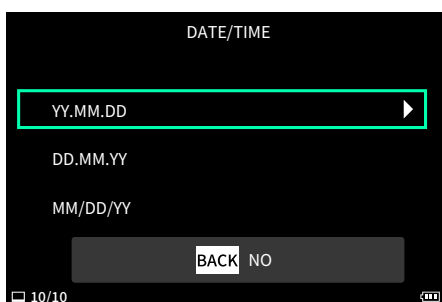 DATE/TIME
YY.MM.DD
DD.MM.YY
MM/DD/YY
BACK NO
10/10